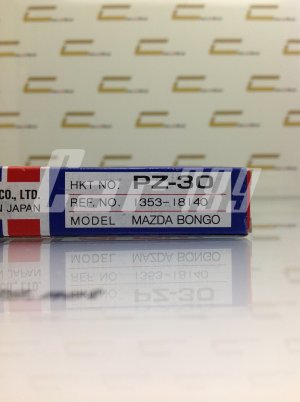 HKT NO. PZ-30
CO., LTD.
REF. NO. 1353-18140
N JAPAN
MODEL MAZDA BONGO